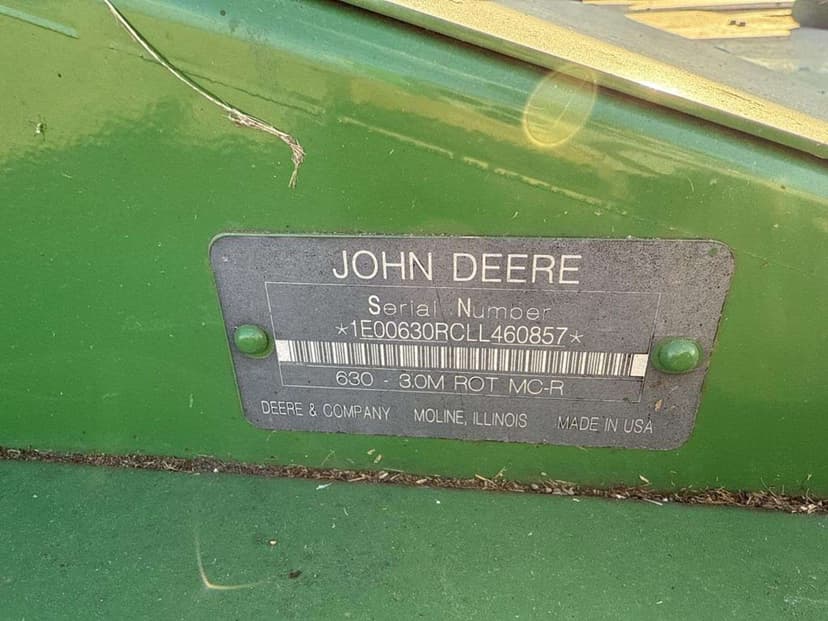 JOHN DEERE
Serial Number
*1E00630RCLL460857*
630 - 3.0M ROT MC-R
DEERE & COMPANY MOLINE, ILLINOIS MADE IN USA